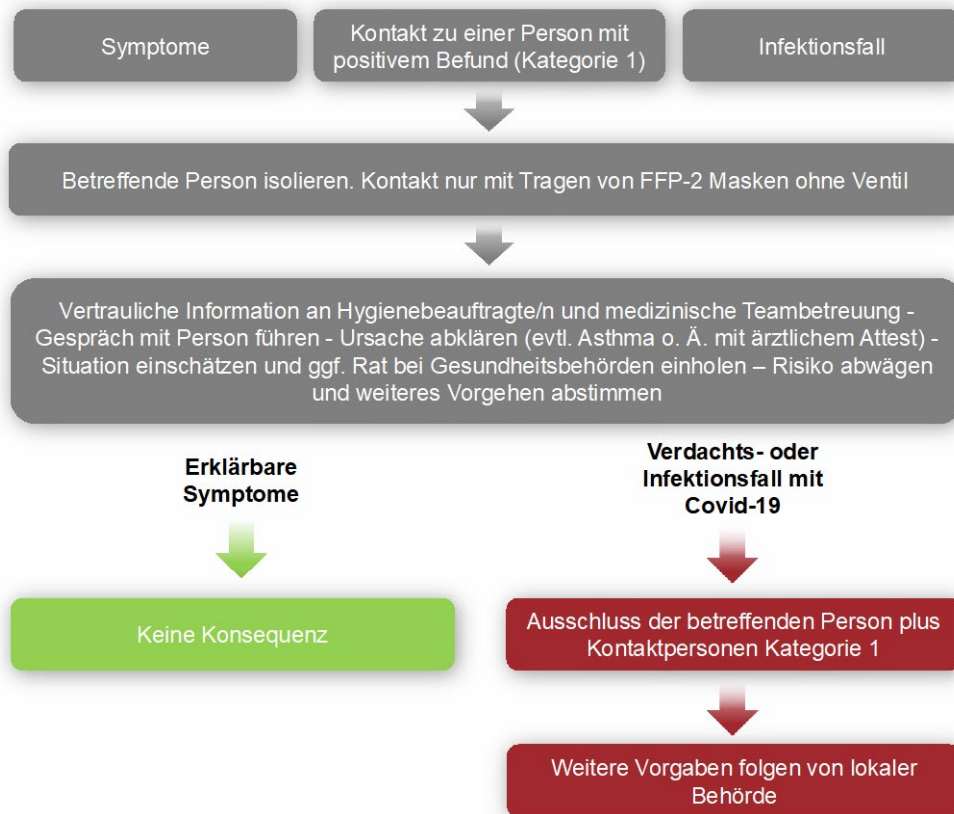 Symptome
Kontakt zu einer Person mit
positivem Befund (Kategorie 1)
Infektionsfall
Betreffende Person isolieren. Kontakt nur mit Tragen von FFP-2 Masken ohne Ventil
Vertrauliche Information an Hygienebeauftragte/n und medizinische Teambetreuung -
Gespräch mit Person führen - Ursache abklären (evtl. Asthma o. Ä. mit ärztlichem Attest) -
Situation einschätzen und ggf. Rat bei Gesundheitsbehörden einholen – Risiko abwägen
und weiteres Vorgehen abstimmen
Erklärbare
Symptome
Verdachts- oder
Infektionsfall mit
Covid-19
Keine Konsequenz
Ausschluss der betreffenden Person plus
Kontaktpersonen Kategorie 1
Weitere Vorgaben folgen von lokaler
Behörde